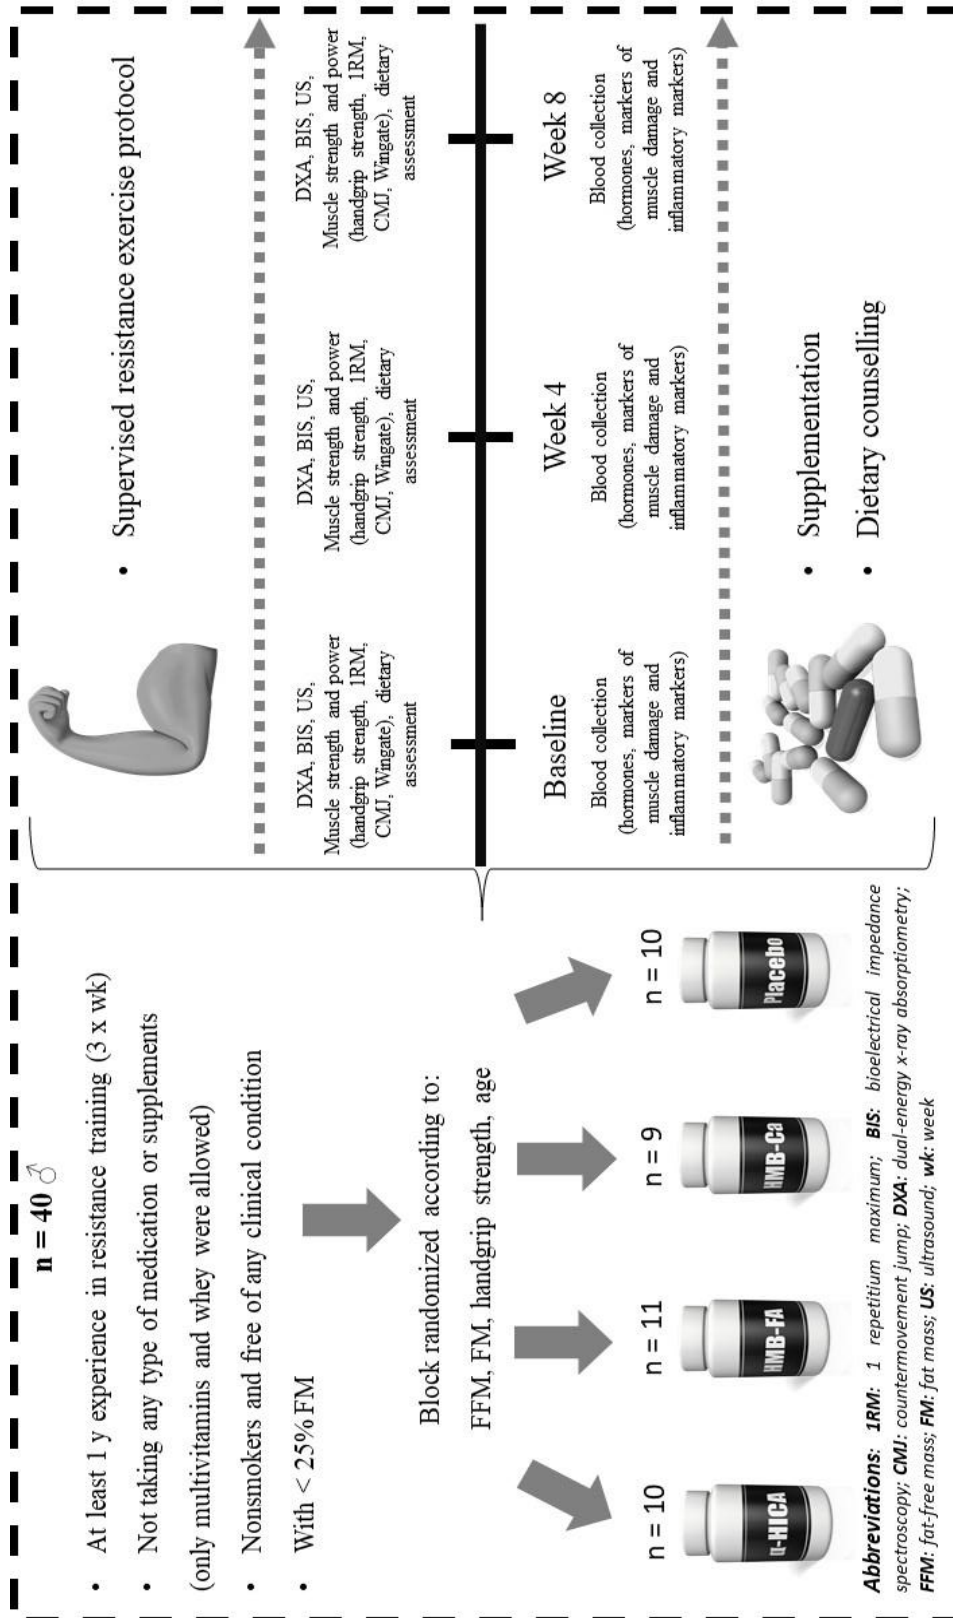 n = 40 ♂
• At least 1 y experience in resistance training (3 x wk)
• Not taking any type of medication or supplements
(only multivitamins and whey were allowed)
• Nonsmokers and free of any clinical condition
• With < 25% FM
Block randomized according to:
FFM, FM, handgrip strength, age
n = 10
n = 11
n = 9
n = 10
α-HICA
HMB-FA
HMB-Ca
Placebo
Abbreviations: 1RM: 1 repetitium maximum; BIS: bioelectrical impedance
spectroscopy; CMJ: countermovement jump; DXA: dual-energy x-ray absorptiometry;
FFM: fat-free mass; FM: fat mass; US: ultrasound; wk: week
• Supervised resistance exercise protocol
DXA, BIS, US,
Muscle strength and power
(handgrip strength, 1RM,
CMJ, Wingate), dietary
assessment
DXA, BIS, US,
Muscle strength and power
(handgrip strength, 1RM,
CMJ, Wingate), dietary
assessment
DXA, BIS, US,
Muscle strength and power
(handgrip strength, 1RM,
CMJ, Wingate), dietary
assessment
Baseline
Blood collection
(hormones, markers of
muscle damage and
inflammatory markers)
Week 4
Blood collection
(hormones, markers of
muscle damage and
inflammatory markers)
Week 8
Blood collection
(hormones, markers of
muscle damage and
inflammatory markers)
• Supplementation
• Dietary counselling